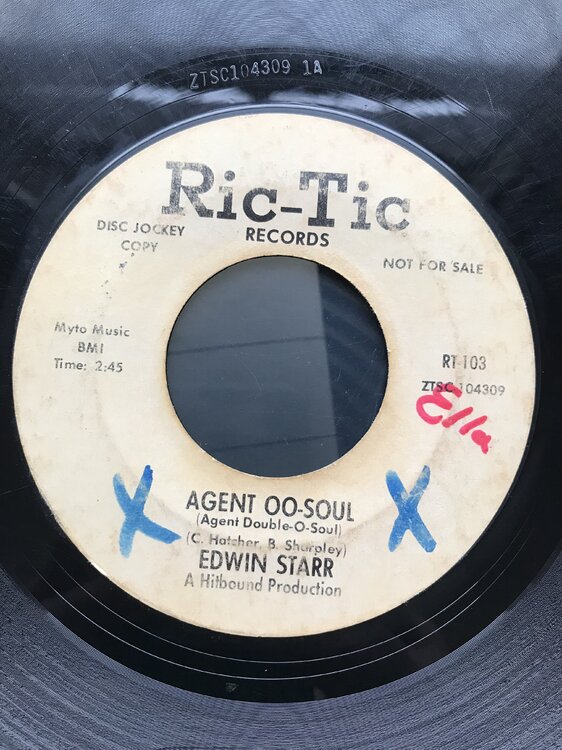 ZTSC104309 1A
Ric-Tic
RECORDS
DISC JOCKEY
COPY
NOT FOR SALE
Myto Music
BMI
Time: 2:45
RT-103
ZTSC 104309
Ella
X
X
AGENT OO-SOUL
(Agent Double-O-Soul)
(C. Hatcher, B. Sharpley)
EDWIN STARR
A Hitbound Production